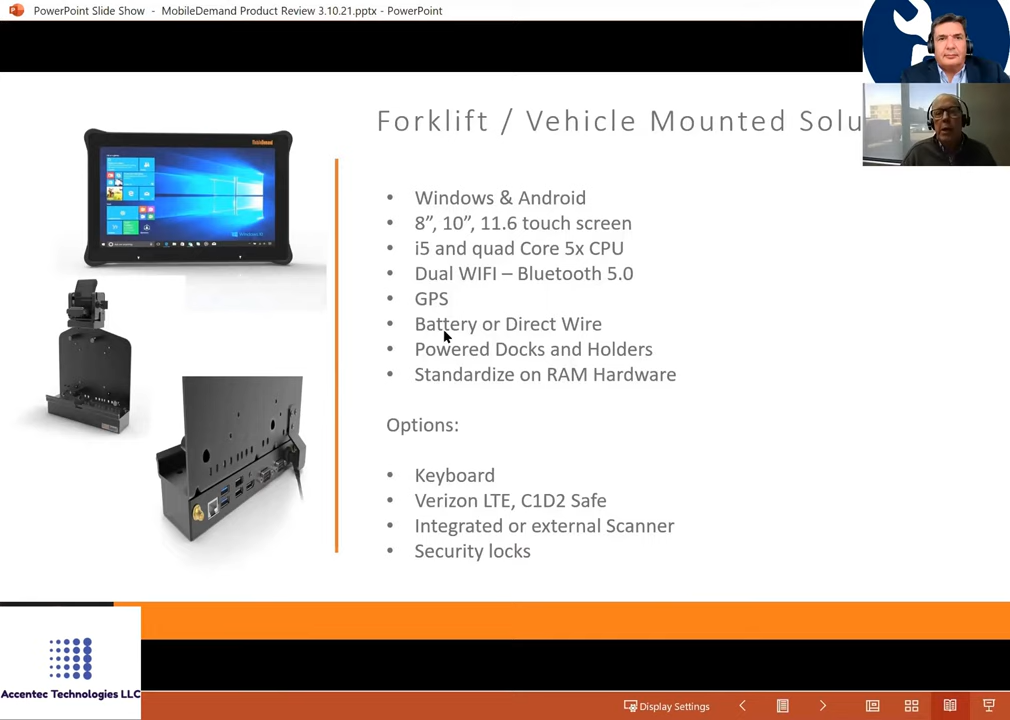 PowerPoint Slide Show - MobileDemand Product Review 3.10.21.pptx - PowerPoint
Forklift / Vehicle Mounted Solu
• Windows & Android
• 8”, 10”, 11.6 touch screen
• i5 and quad Core 5x CPU
• Dual WIFI – Bluetooth 5.0
• GPS
• Battery or Direct Wire
• Powered Docks and Holders
• Standardize on RAM Hardware
Options:
• Keyboard
• Verizon LTE, C1D2 Safe
• Integrated or external Scanner
• Security locks
Accentec Technologies LLC
Display Settings